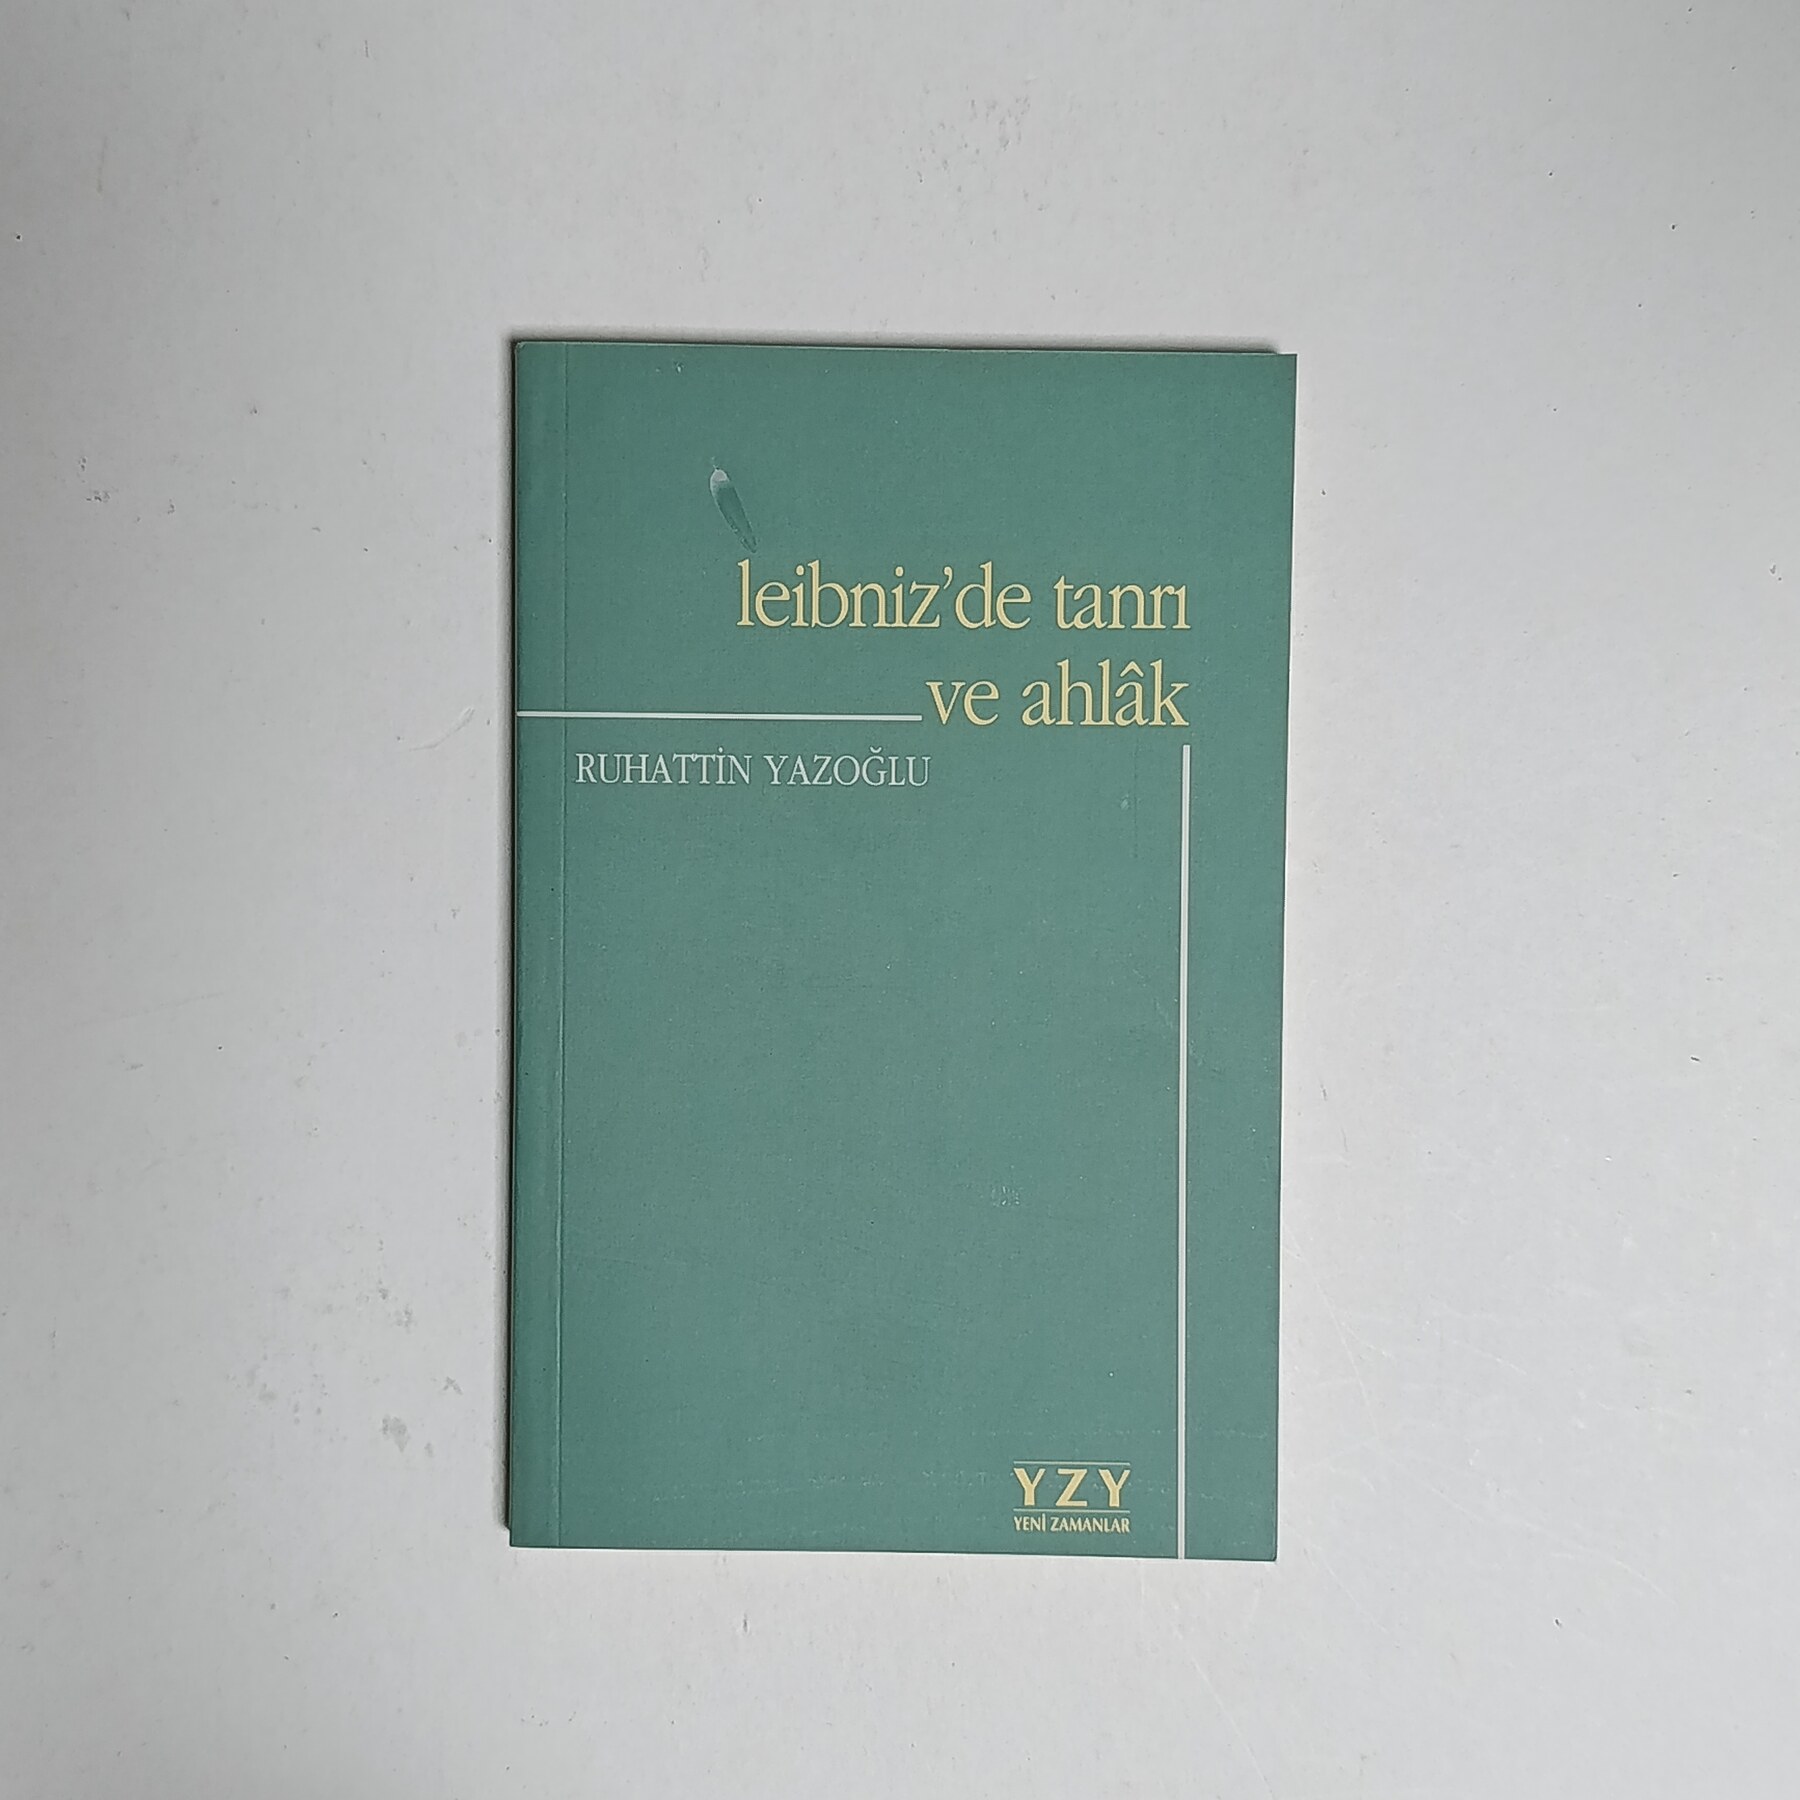 leibniz'de tanrı
ve ahlâk
RUHATTİN YAZOĞLU
YZY
YENİ ZAMANLAR